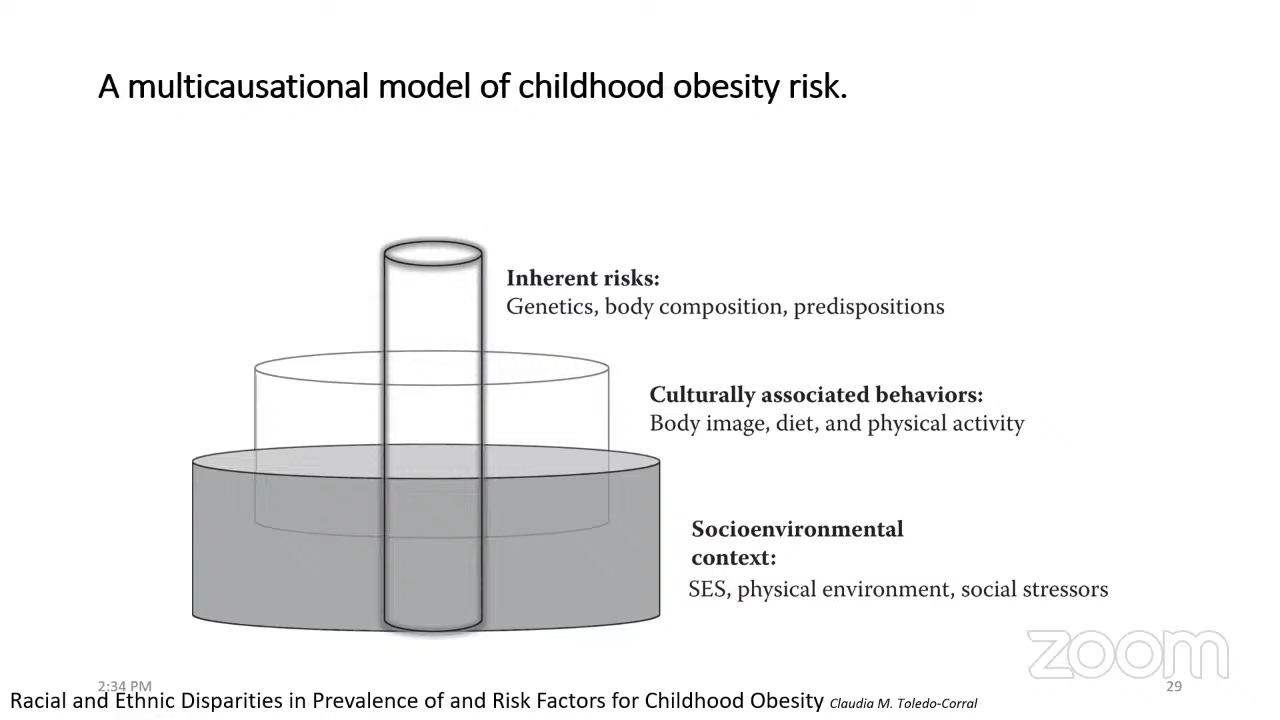 A multicausational model of childhood obesity risk.
Inherent risks:
Genetics, body composition, predispositions
Culturally associated behaviors:
Body image, diet, and physical activity
Socioenvironmental
context:
SES, physical environment, social stressors
zoom
2:34 PM
29
Racial and Ethnic Disparities in Prevalence of and Risk Factors for Childhood Obesity Claudia M. Toledo-Corral